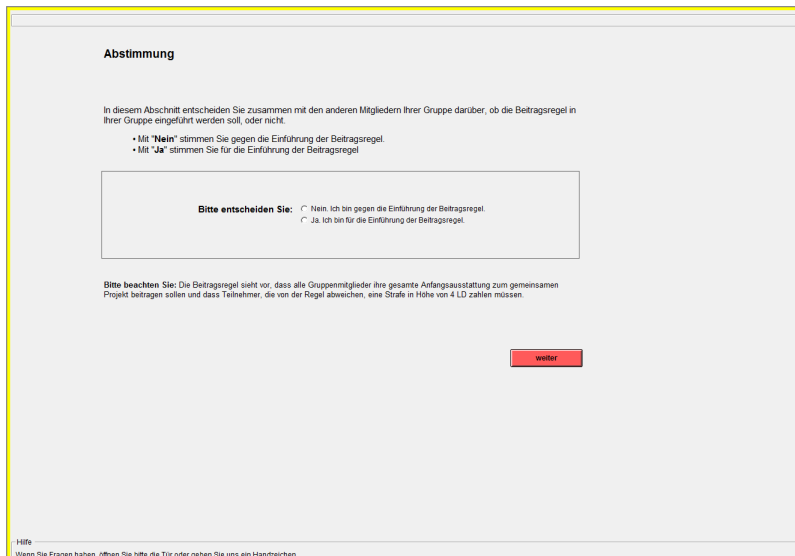 Abstimmung
In diesem Abschnitt entscheiden Sie zusammen mit den anderen Mitgliedern Ihrer Gruppe darüber, ob die Beitragsregel in
Ihrer Gruppe eingeführt werden soll, oder nicht.
• Mit "Nein" stimmen Sie gegen die Einführung der Beitragsregel.
• Mit "Ja" stimmen Sie für die Einführung der Beitragsregel
Bitte entscheiden Sie: Nein. Ich bin gegen die Einführung der Beitragsregel.
Ja. Ich bin für die Einführung der Beitragsregel.
Bitte beachten Sie: Die Beitragsregel sieht vor, dass alle Gruppenmitglieder ihre gesamte Anfangsausstattung zum gemeinsamen
Projekt beitragen sollen und dass Teilnehmer, die von der Regel abweichen, eine Strafe in Höhe von 4 LD zahlen müssen.
weiter
Hilfe
Wenn Sie Fragen haben, öffnen Sie bitte die Tür oder geben Sie uns ein Handzeichen